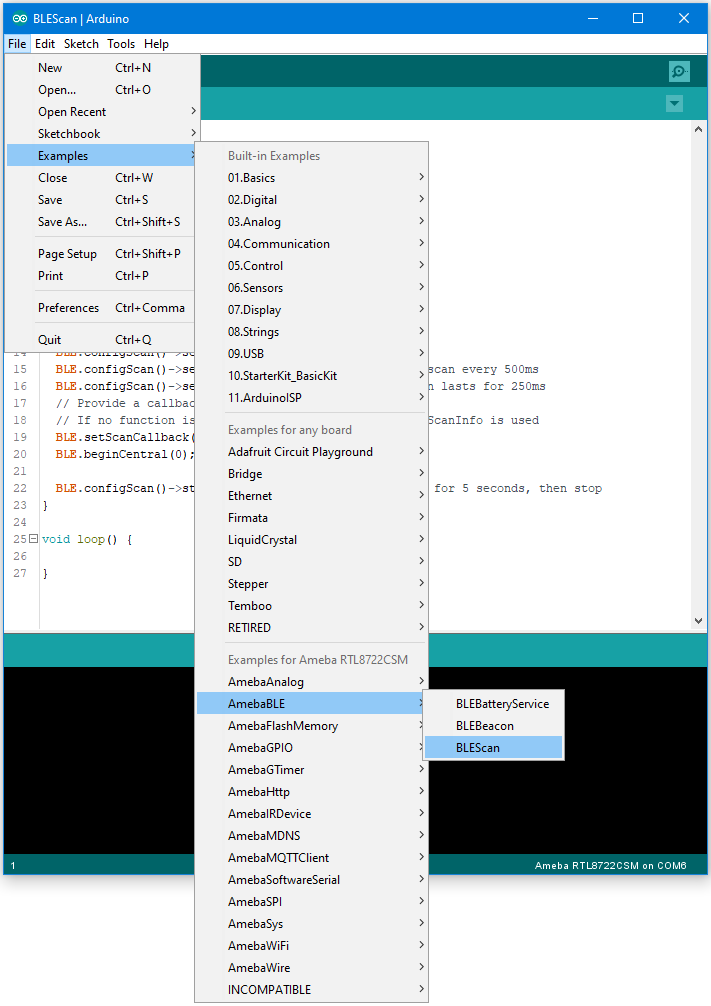 BLEScan | Arduino
File Edit Sketch Tools Help
New Ctrl+N
Open... Ctrl+O
Open Recent
Sketchbook
Examples
Close Ctrl+W
Save Ctrl+S
Save As... Ctrl+Shift+S
Page Setup Ctrl+Shift+P
Print Ctrl+P
Preferences Ctrl+Comma
Quit Ctrl+Q
Built-in Examples
01.Basics
02.Digital
03.Analog
04.Communication
05.Control
06.Sensors
07.Display
08.Strings
09.USB
10.StarterKit_BasicKit
11.ArduinoISP
Examples for any board
Adafruit Circuit Playground
Bridge
Ethernet
Firmata
LiquidCrystal
SD
Stepper
Temboo
RETIRED
Examples for Ameba RTL8722CSM
AmebaAnalog
AmebaBLE
AmebaFlashMemory
AmebaGPIO
AmebaGTimer
AmebaHttp
AmebaIRDevice
AmebaMDNS
AmebaMQTTClient
AmebaSoftwareSerial
AmebaSPI
AmebaSys
AmebaWiFi
AmebaWire
INCOMPATIBLE
BLEBatteryService
BLEBeacon
BLEScan
14 BLE.configScan()->se
15 BLE.configScan()->se scan every 500ms
16 BLE.configScan()->se n lasts for 250ms
17 // Provide a callbac
18 // If no function is ScanInfo is used
19 BLE.setScanCallback(
20 BLE.beginCentral(0);
21
22 BLE.configScan()->st for 5 seconds, then stop
23 }
24
25 void loop() {
26
27 }
1 Ameba RTL8722CSM on COM6